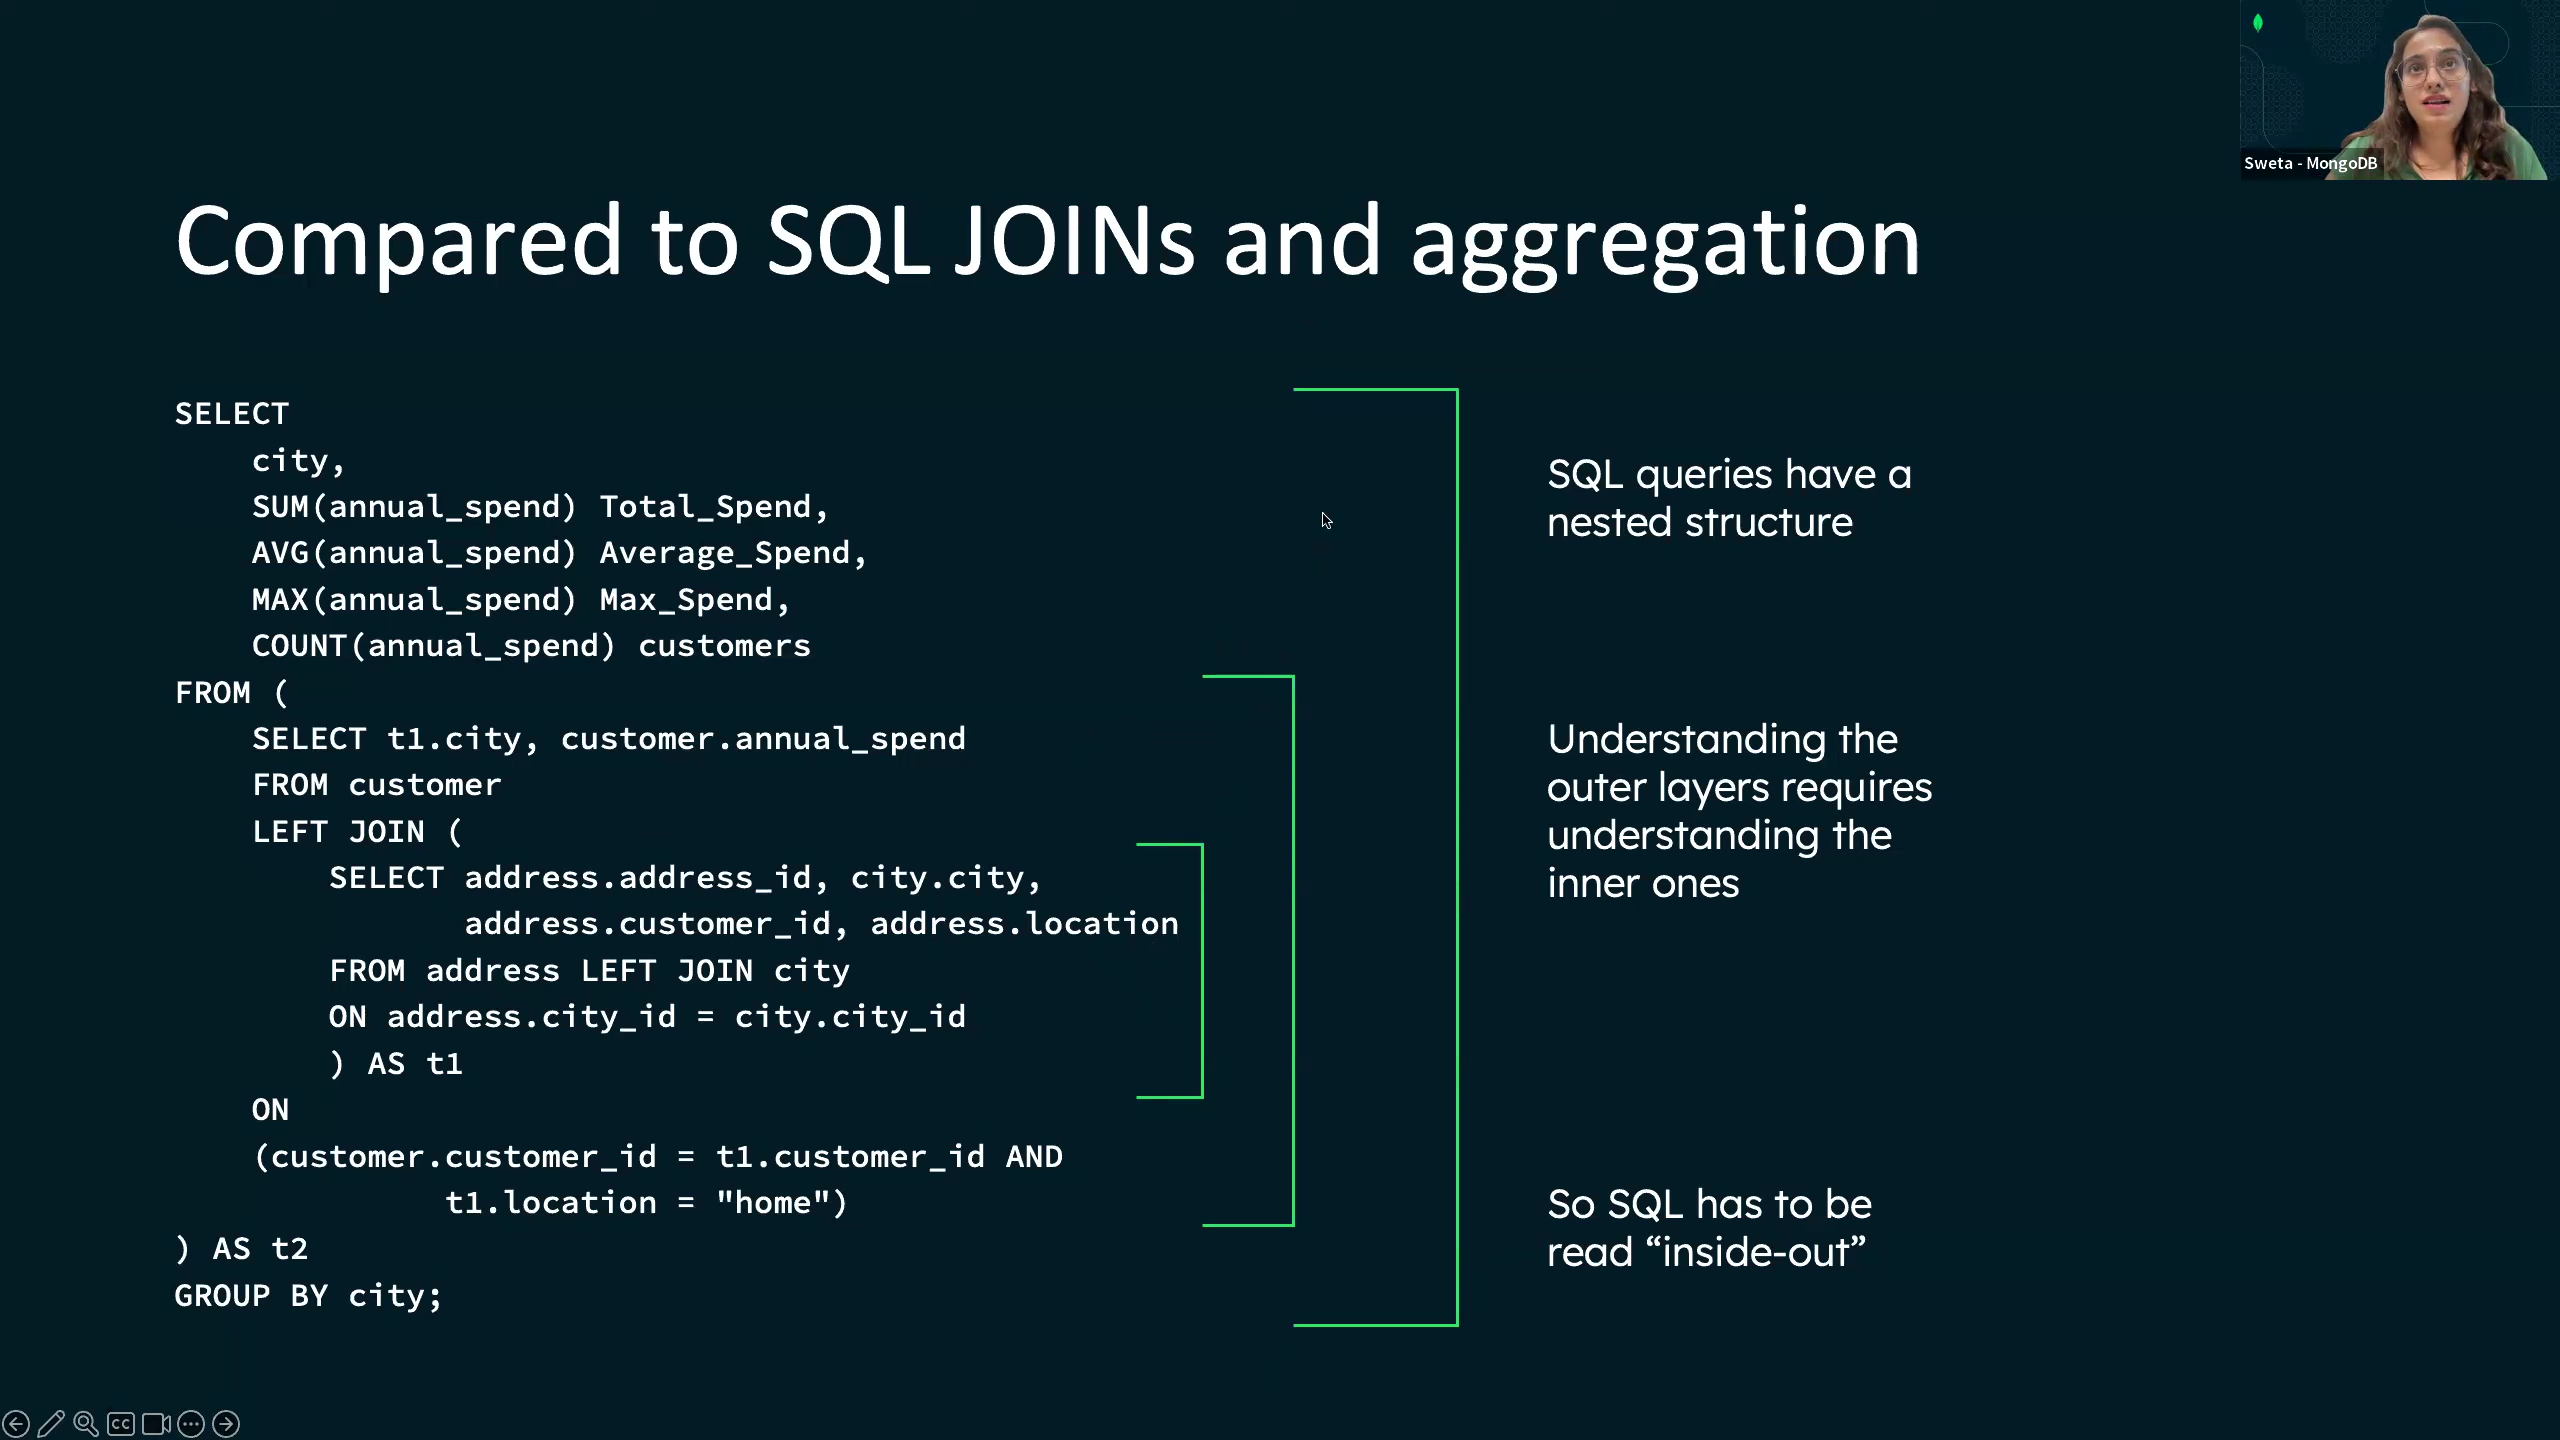 Sweta - MongoDB
Compared to SQL JOINs and aggregation
SELECT
city,
SUM(annual_spend) Total_Spend,
AVG(annual_spend) Average_Spend,
MAX(annual_spend) Max_Spend,
COUNT(annual_spend) customers
FROM (
SELECT t1.city, customer.annual_spend
FROM customer
LEFT JOIN (
SELECT address.address_id, city.city,
address.customer_id, address.location
FROM address LEFT JOIN city
ON address.city_id = city.city_id
) AS t1
ON
(customer.customer_id = t1.customer_id AND
t1.location = "home")
) AS t2
GROUP BY city;
SQL queries have a
nested structure
Understanding the
outer layers requires
understanding the
inner ones
So SQL has to be
read “inside-out”
CC